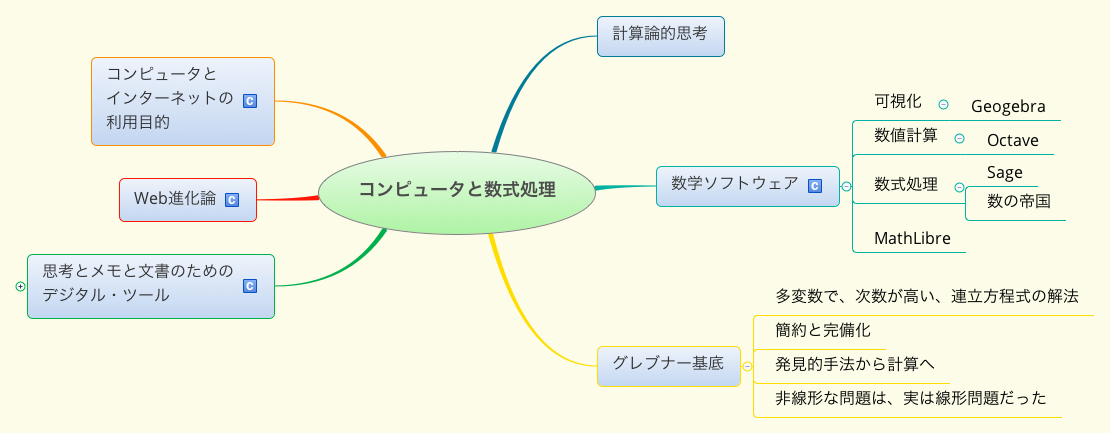 計算論的思考
コンピュータと
インターネットの
利用目的
C
可視化
Geogebra
数値計算
Octave
数学ソフトウェア
C
数式処理
Sage
数の帝国
MathLibre
コンピュータと数式処理
Web進化論
C
思考とメモと文書のための
デジタル・ツール
C
グレブナー基底
多変数で、次数が高い、連立方程式の解法
簡約と完備化
発見的手法から計算へ
非線形な問題は、実は線形問題だった